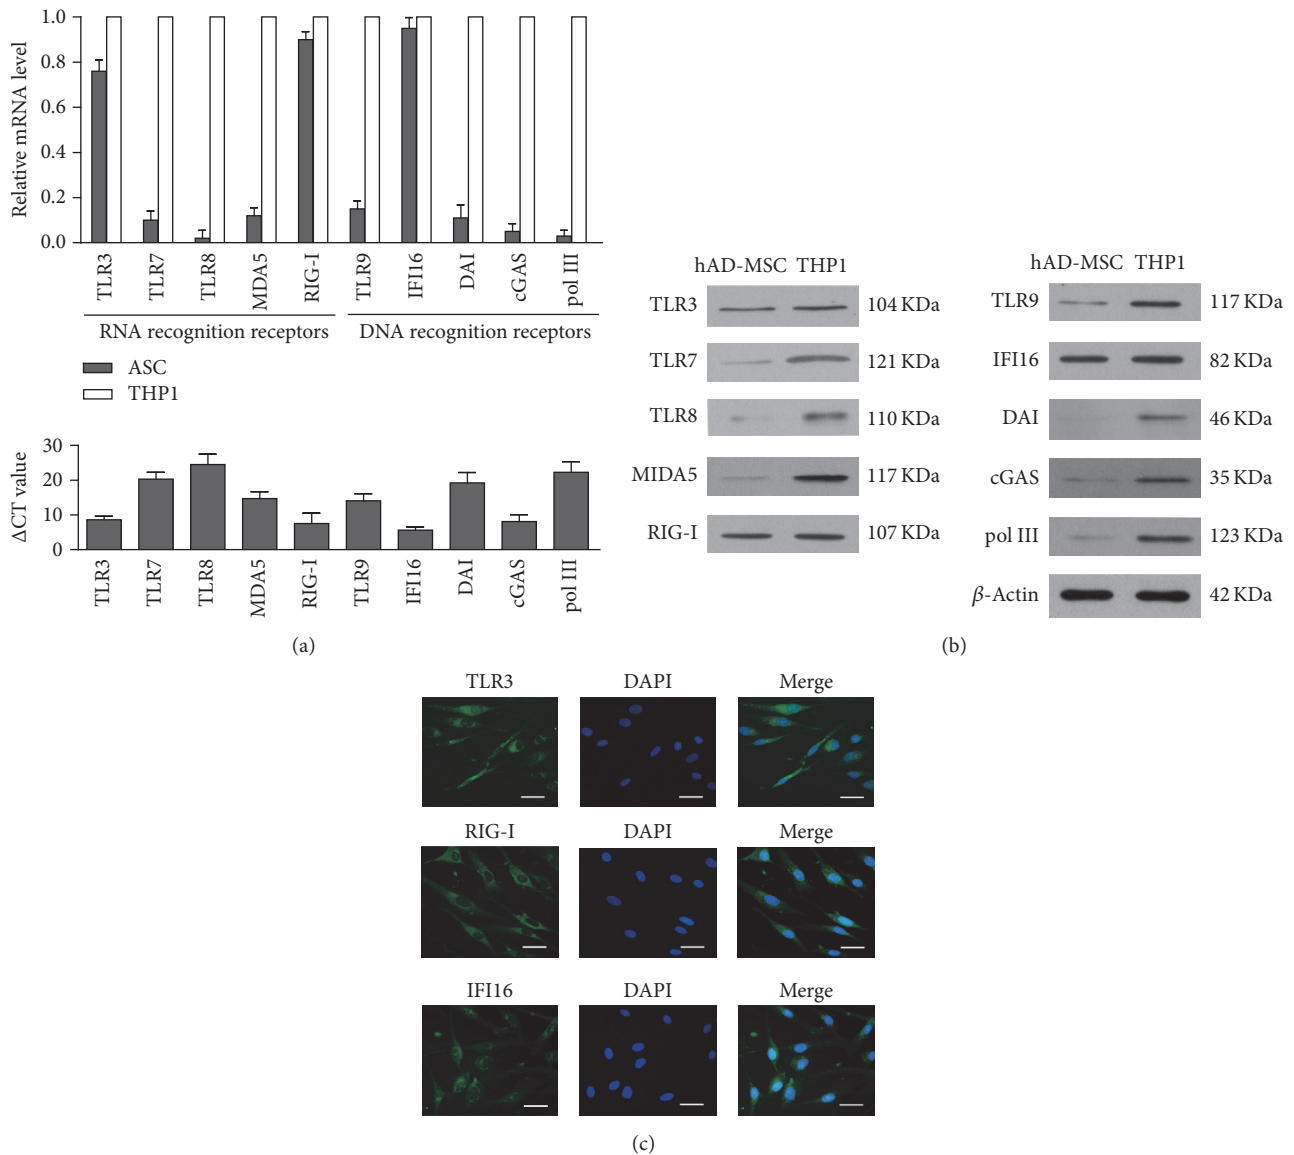 1.0
0.8
0.6
0.4
0.2
0.0
Relative mRNA level
TLR3
TLR7
TLR8
MDA5
RIG-I
TLR9
IFI16
DAI
cGAS
pol III
RNA recognition receptors
DNA recognition receptors
ASC
THP1
30
20
10
0
ΔCT value
TLR3
TLR7
TLR8
MDA5
RIG-I
TLR9
IFI16
DAI
cGAS
pol III
(a)
hAD-MSC THP1
TLR3 104 KDa
TLR7 121 KDa
TLR8 110 KDa
MIDA5 117 KDa
RIG-I 107 KDa
hAD-MSC THP1
TLR9 117 KDa
IFI16 82 KDa
DAI 46 KDa
cGAS 35 KDa
pol III 123 KDa
β-Actin 42 KDa
(b)
TLR3 DAPI Merge
RIG-I DAPI Merge
IFI16 DAPI Merge
(c)